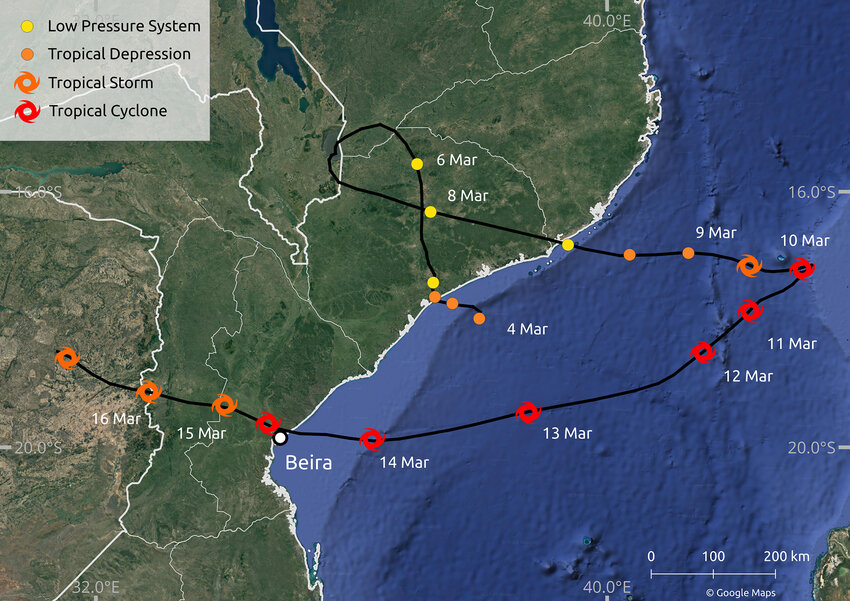 40.0°E
Low Pressure System
Tropical Depression
Tropical Storm
Tropical Cyclone
6 Mar
16.0°S
8 Mar
16.0°S
9 Mar
10 Mar
4 Mar
11 Mar
12 Mar
16 Mar
15 Mar
13 Mar
20.0°S
Beira
14 Mar
20.0°S
0 100 200 km
32.0°E
40.0°E
© Google Maps